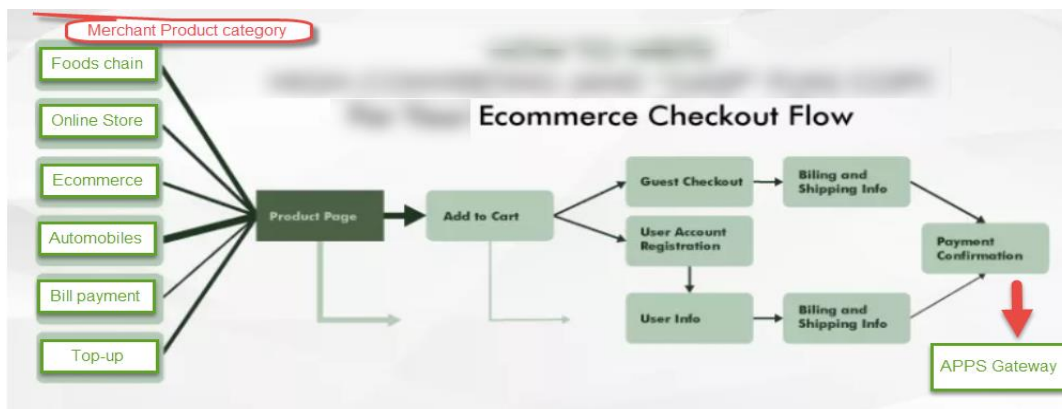 Merchant Product category
Foods chain
Online Store
Ecommerce
Automobiles
Bill payment
Top-up
Ecommerce Checkout Flow
Product Page
Add to Cart
Guest Checkout
Biling and
Shipping Info
User Account
Registration
User Info
Biling and
Shipping Info
Payment
Confirmation
APPS Gateway